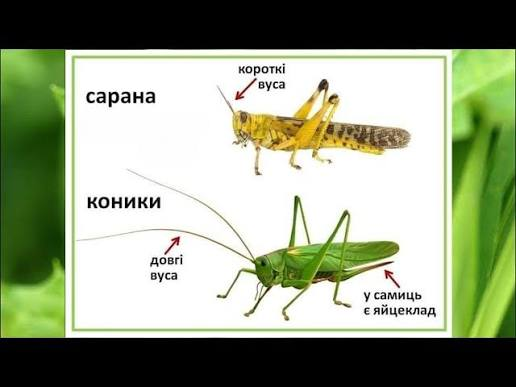 сарана
короткі
вуса
коники
довгі
вуса
у самиць
є яйцеклад